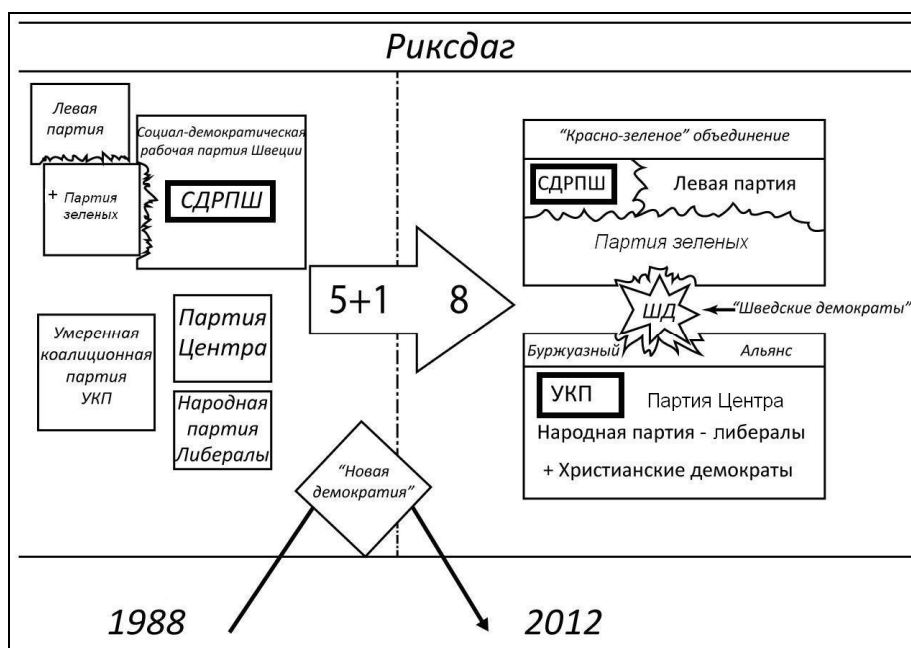 Риксдаг
Левая
партия
Социал-демократическая
рабочая партия Швеции
+ Партия
зеленых
СДРПШ
Умеренная
коалиционная
партия
УКП
Партия
Центра
Народная
партия
Либералы
5+1 8
“Новая
демократия”
“Красно-зеленое” объединение
СДРПШ
Левая партия
Партия зеленых
ШД
“Шведские демократы”
Буржуазный Альянс
УКП
Партия Центра
Народная партия - либералы
+ Христианские демократы
1988
2012